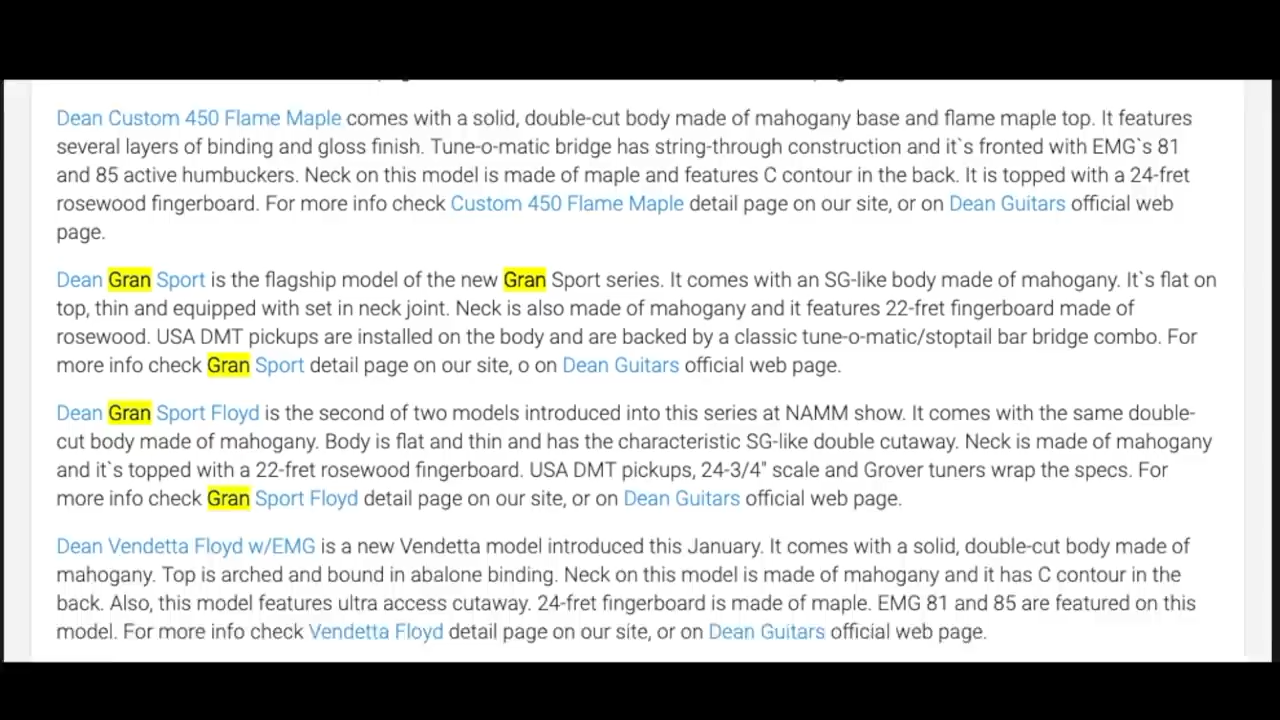 Dean Custom 450 Flame Maple comes with a solid, double-cut body made of mahogany base and flame maple top. It features
several layers of binding and gloss finish. Tune-o-matic bridge has string-through construction and it`s fronted with EMG`s 81
and 85 active humbuckers. Neck on this model is made of maple and features C contour in the back. It is topped with a 24-fret
rosewood fingerboard. For more info check Custom 450 Flame Maple detail page on our site, or on Dean Guitars official web
page.
Dean Gran Sport is the flagship model of the new Gran Sport series. It comes with an SG-like body made of mahogany. It`s flat on
top, thin and equipped with set in neck joint. Neck is also made of mahogany and it features 22-fret fingerboard made of
rosewood. USA DMT pickups are installed on the body and are backed by a classic tune-o-matic/stoptail bar bridge combo. For
more info check Gran Sport detail page on our site, o on Dean Guitars official web page.
Dean Gran Sport Floyd is the second of two models introduced into this series at NAMM show. It comes with the same double-
cut body made of mahogany. Body is flat and thin and has the characteristic SG-like double cutaway. Neck is made of mahogany
and it`s topped with a 22-fret rosewood fingerboard. USA DMT pickups, 24-3/4" scale and Grover tuners wrap the specs. For
more info check Gran Sport Floyd detail page on our site, or on Dean Guitars official web page.
Dean Vendetta Floyd w/EMG is a new Vendetta model introduced this January. It comes with a solid, double-cut body made of
mahogany. Top is arched and bound in abalone binding. Neck on this model is made of mahogany and it has C contour in the
back. Also, this model features ultra access cutaway. 24-fret fingerboard is made of maple. EMG 81 and 85 are featured on this
model. For more info check Vendetta Floyd detail page on our site, or on Dean Guitars official web page.